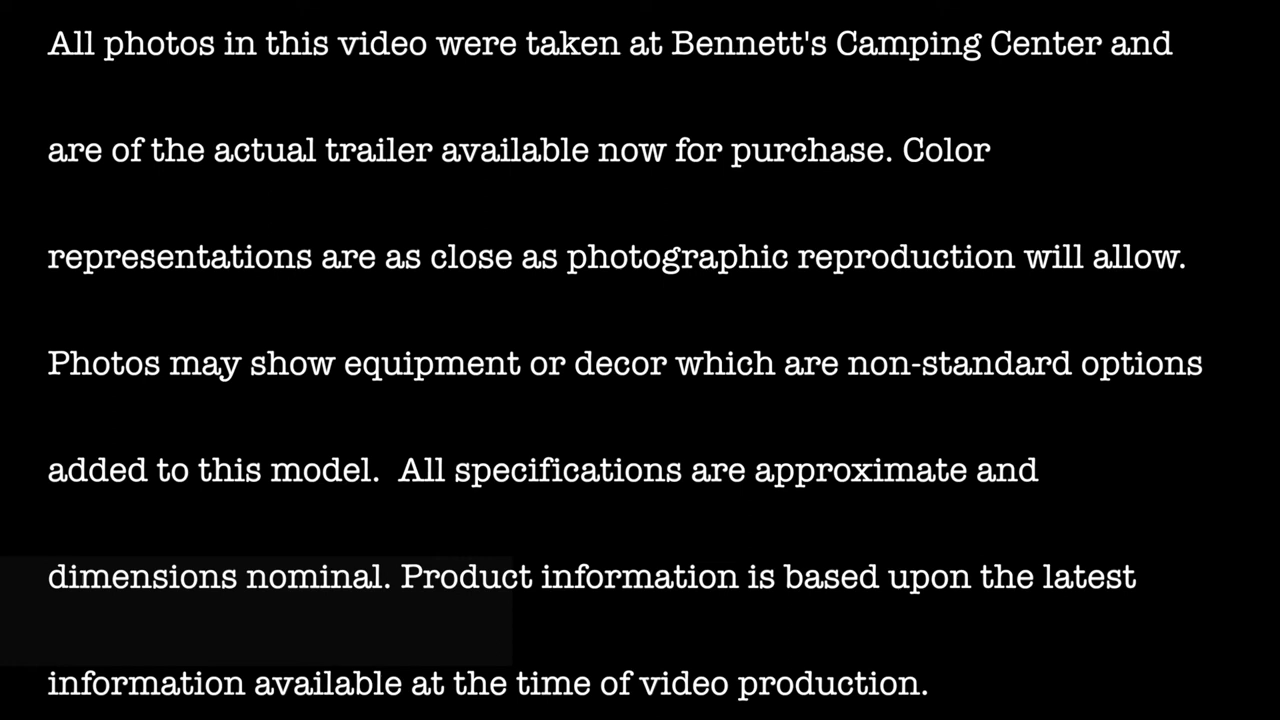 All photos in this video were taken at Bennett's Camping Center and
are of the actual trailer available now for purchase. Color
representations are as close as photographic reproduction will allow.
Photos may show equipment or decor which are non-standard options
added to this model.  All specifications are approximate and
dimensions nominal. Product information is based upon the latest
information available at the time of video production.